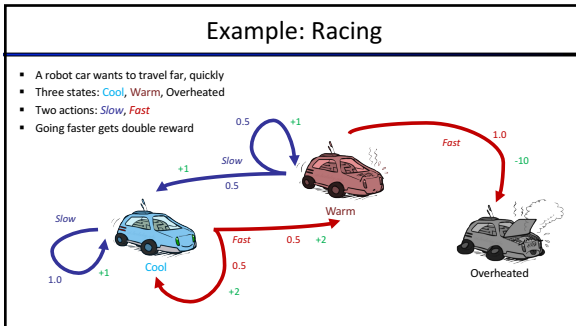 Example: Racing
▪ A robot car wants to travel far, quickly
▪ Three states: Cool, Warm, Overheated
▪ Two actions: Slow, Fast
▪ Going faster gets double reward
0.5
+1
1.0
Fast
-10
+1
Slow
0.5
Warm
Slow
Fast
0.5
+2
Overheated
Cool
0.5
1.0
+1
+2